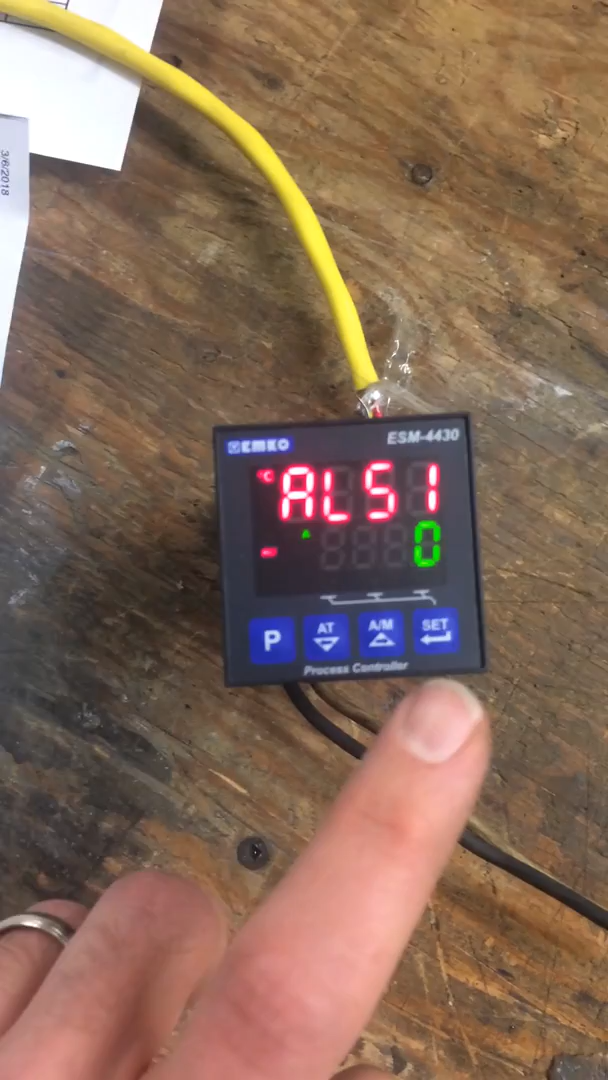 3/6/2018
EMKO
ESM-4430
°C
ALS1
0
P
AT
A/M
SET
Process Controller